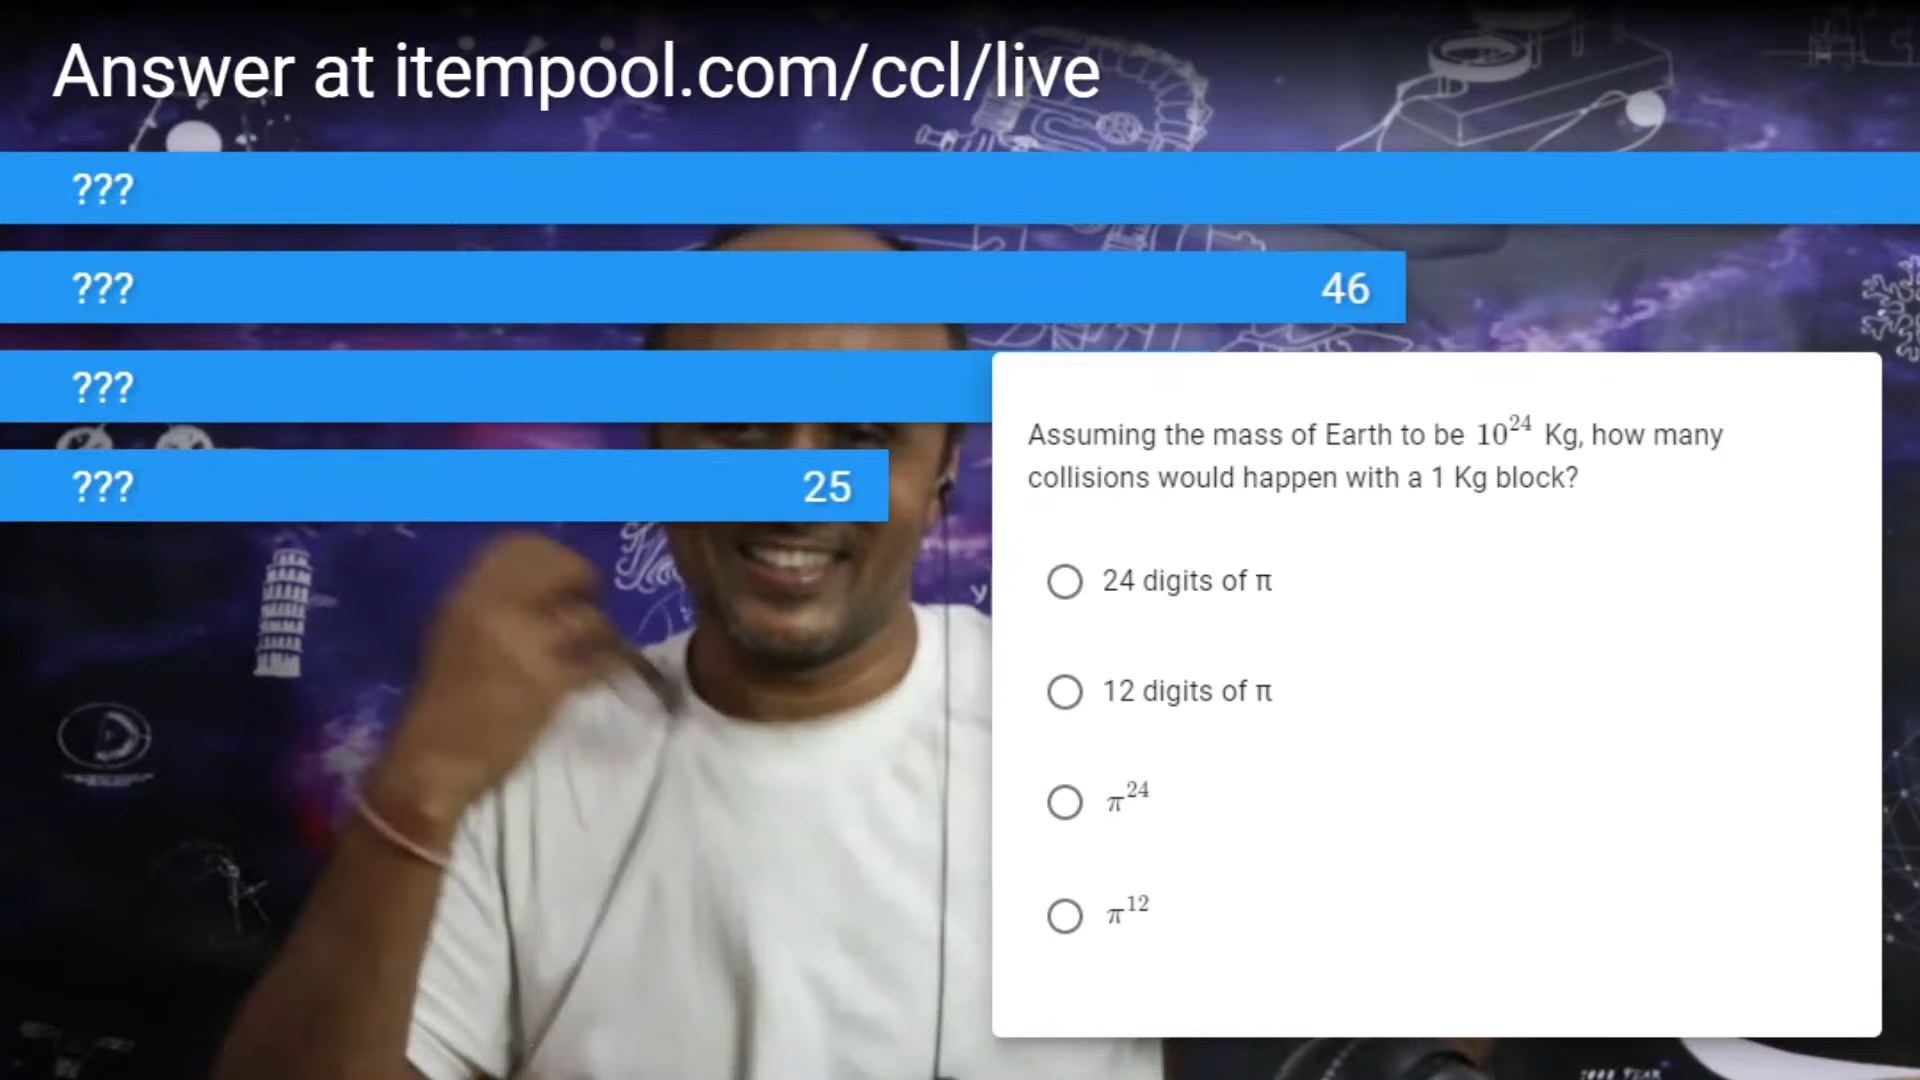 Answer at itempool.com/ccl/live
???
??? 46
???
??? 25
Assuming the mass of Earth to be 10^24 Kg, how many
collisions would happen with a 1 Kg block?
24 digits of π
12 digits of π
π^24
π^12